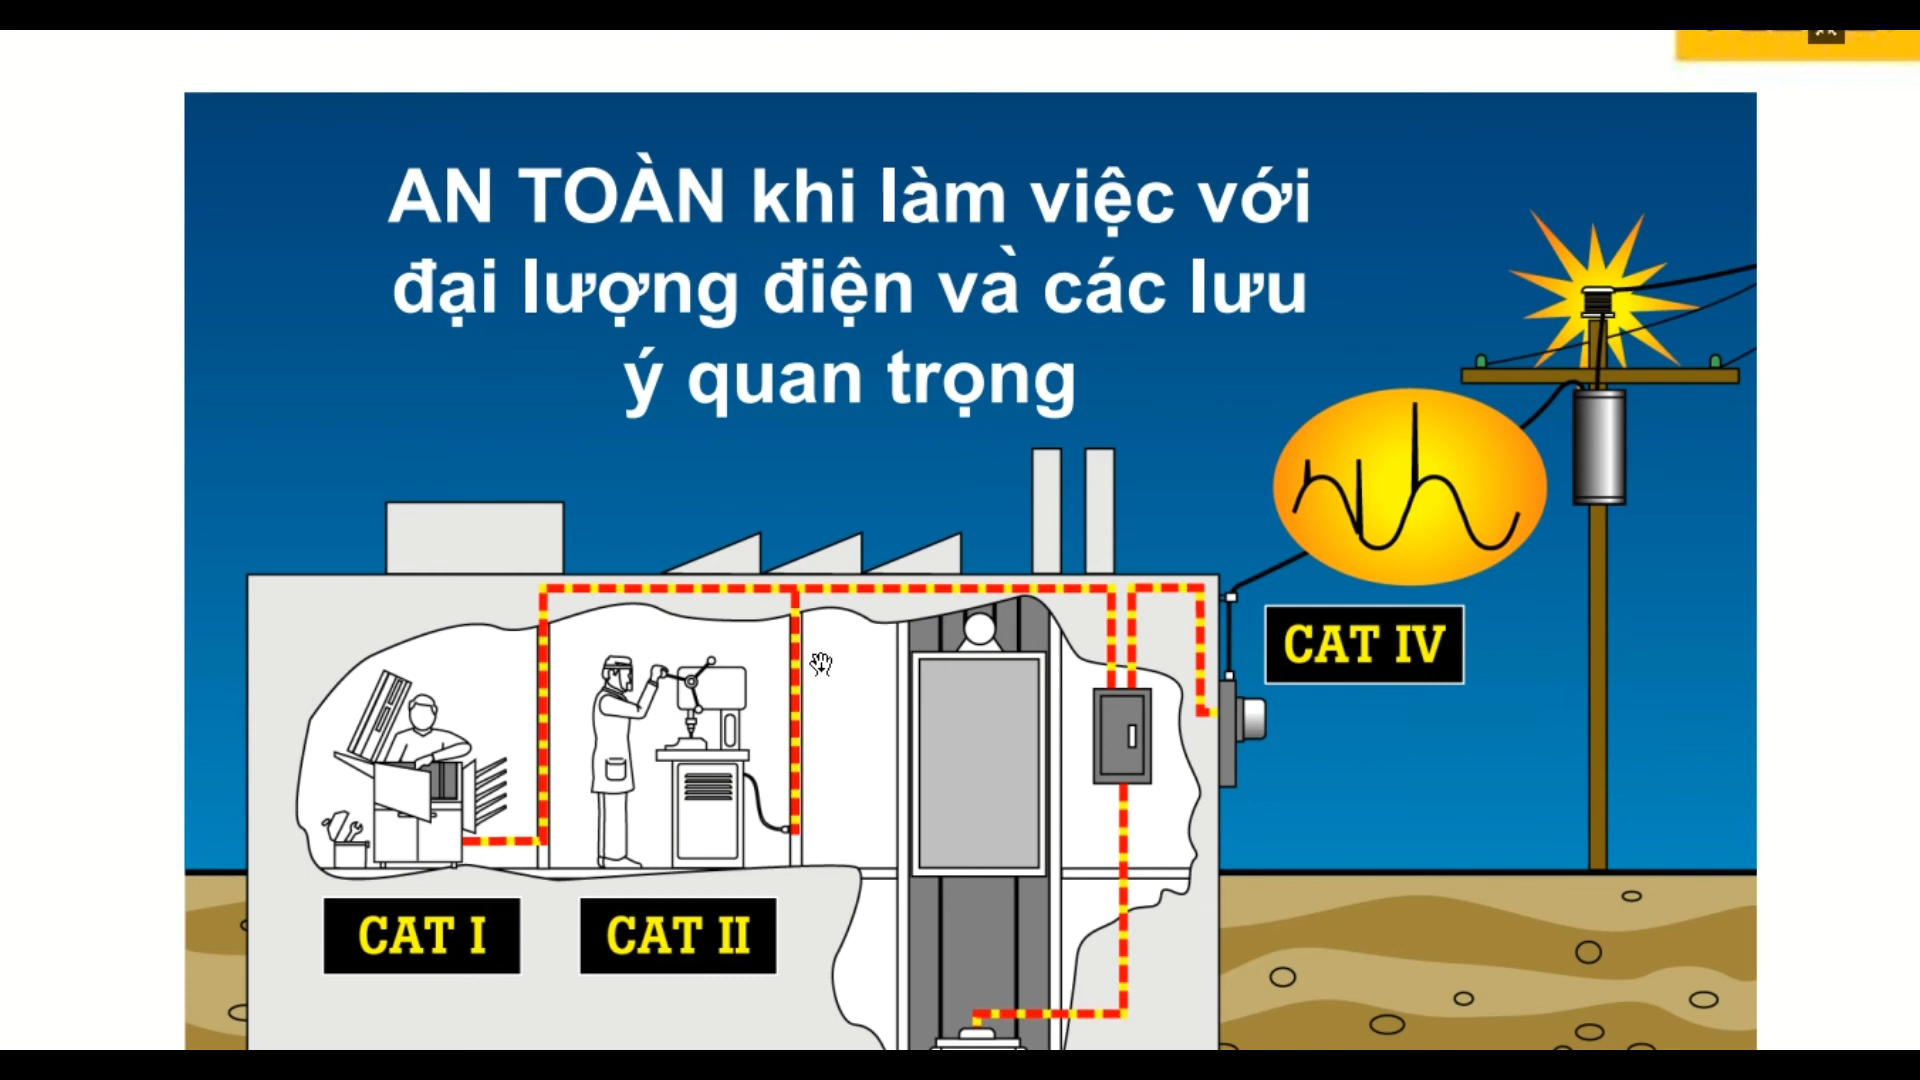 AN TOÀN khi làm việc với
đại lượng điện và các lưu
ý quan trọng
CAT IV
CAT I
CAT II